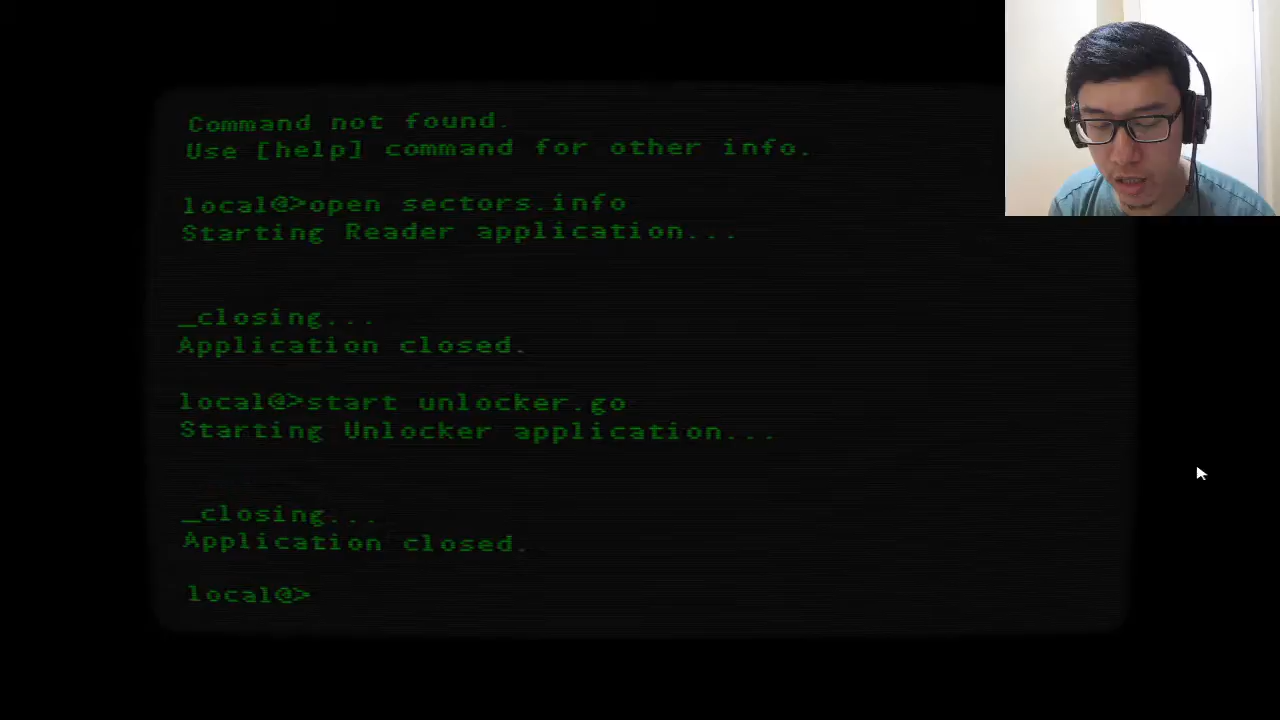 Command not found.
Use [help] command for other info.
local@>open sectors.info
Starting Reader application...
_closing...
Application closed.
local@>start unlocker.go
Starting Unlocker application...
_closing...
Application closed.
local@>